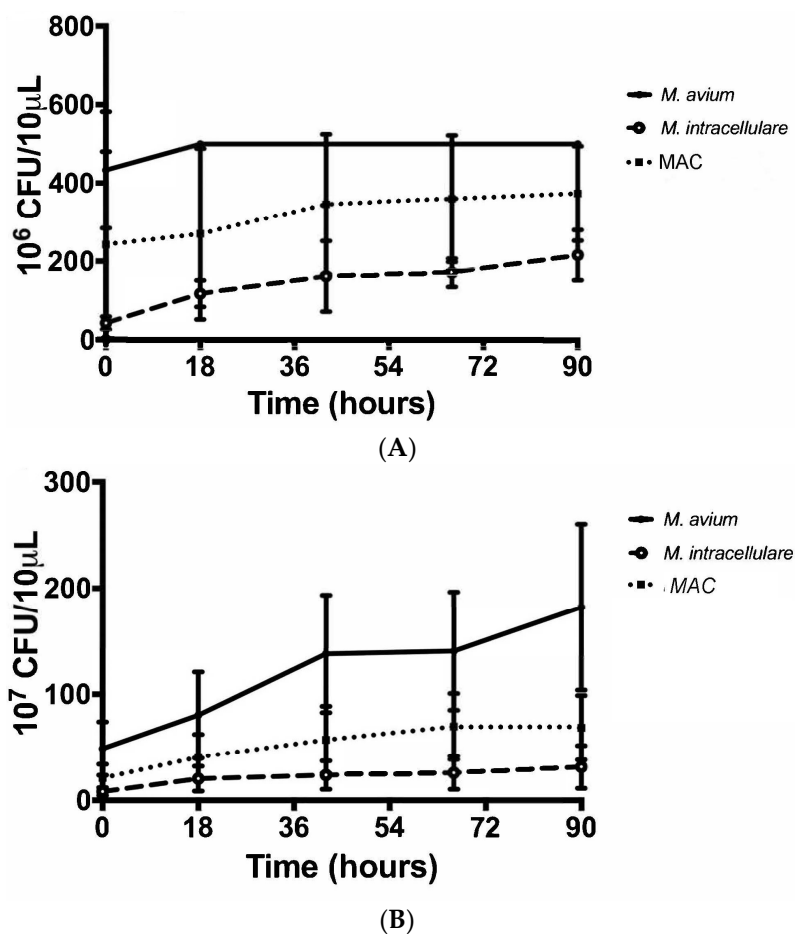 800
600
400
200
0
10⁶ CFU/10µL
0 18 36 54 72 90
Time (hours)
M. avium
M. intracellulare
MAC
(A)
300
200
100
0
10⁷ CFU/10µL
0 18 36 54 72 90
Time (hours)
M. avium
M. intracellulare
MAC
(B)